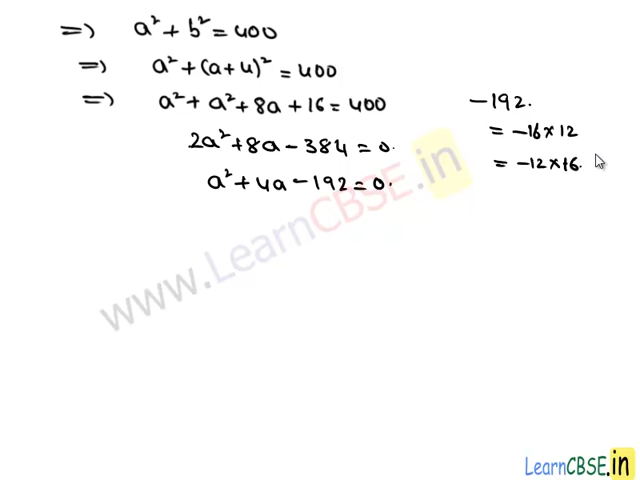 => a² + b² = 400
=> a² + (a+4)² = 400
=> a² + a² + 8a + 16 = 400
2a² + 8a - 384 = 0.
a² + 4a - 192 = 0.
-192.
= -16 × 12
= -12 × 16.
www.LearnCBSE.in
LearnCBSE.in